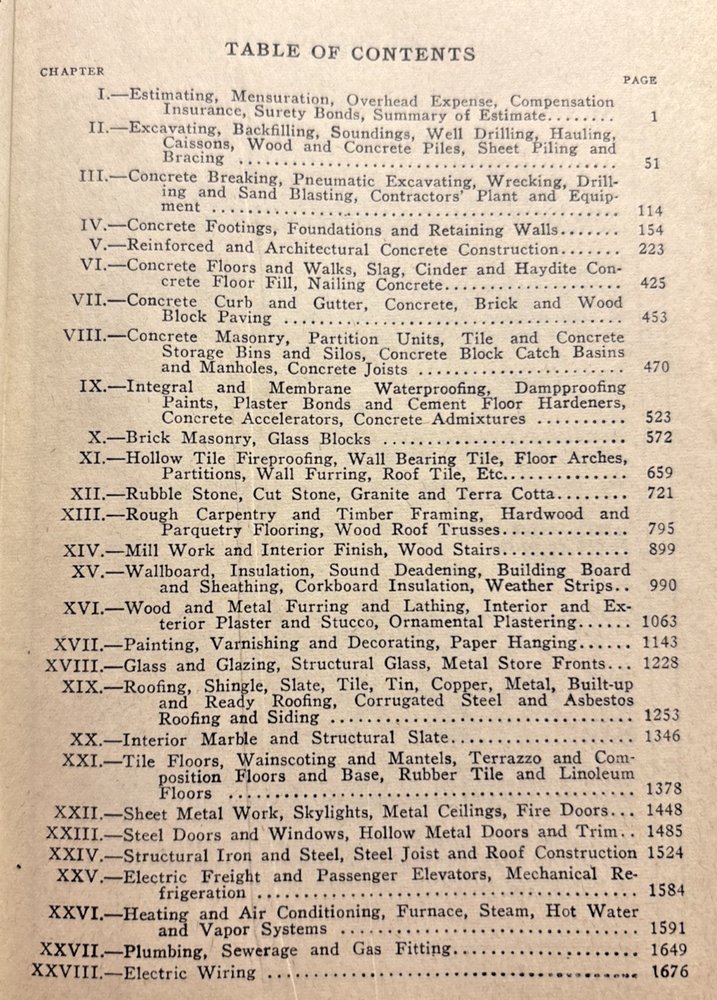 TABLE OF CONTENTS
CHAPTER
PAGE
I.—Estimating, Mensuration, Overhead Expense, Compensation
Insurance, Surety Bonds, Summary of Estimate........ 1
II.—Excavating, Backfilling, Soundings, Well Drilling, Hauling,
Caissons, Wood and Concrete Piles, Sheet Piling and
Bracing ............................................ 51
III.—Concrete Breaking, Pneumatic Excavating, Wrecking, Drill-
ing and Sand Blasting, Contractors' Plant and Equip-
ment ............................................ 114
IV.—Concrete Footings, Foundations and Retaining Walls....... 154
V.—Reinforced and Architectural Concrete Construction....... 223
VI.—Concrete Floors and Walks, Slag, Cinder and Haydite Con-
crete Floor Fill, Nailing Concrete.................... 425
VII.—Concrete Curb and Gutter, Concrete, Brick and Wood
Block Paving ..................................... 453
VIII.—Concrete Masonry, Partition Units, Tile and Concrete
Storage Bins and Silos, Concrete Block Catch Basins
and Manholes, Concrete Joists ....................... 470
IX.—Integral and Membrane Waterproofing, Dampproofing
Paints, Plaster Bonds and Cement Floor Hardeners,
Concrete Accelerators, Concrete Admixtures .......... 523
X.—Brick Masonry, Glass Blocks ........................... 572
XI.—Hollow Tile Fireproofing, Wall Bearing Tile, Floor Arches,
Partitions, Wall Furring, Roof Tile, Etc.............. 659
XII.—Rubble Stone, Cut Stone, Granite and Terra Cotta........ 721
XIII.—Rough Carpentry and Timber Framing, Hardwood and
Parquetry Flooring, Wood Roof Trusses.............. 795
XIV.—Mill Work and Interior Finish, Wood Stairs............. 899
XV.—Wallboard, Insulation, Sound Deadening, Building Board
and Sheathing, Corkboard Insulation, Weather Strips.. 990
XVI.—Wood and Metal Furring and Lathing, Interior and Ex-
terior Plaster and Stucco, Ornamental Plastering...... 1063
XVII.—Painting, Varnishing and Decorating, Paper Hanging...... 1143
XVIII.—Glass and Glazing, Structural Glass, Metal Store Fronts... 1228
XIX.—Roofing, Shingle, Slate, Tile, Tin, Copper, Metal, Built-up
and Ready Roofing, Corrugated Steel and Asbestos
Roofing and Siding ................................. 1253
XX.—Interior Marble and Structural Slate.................... 1346
XXI.—Tile Floors, Wainscoting and Mantels, Terrazzo and Com-
position Floors and Base, Rubber Tile and Linoleum
Floors ............................................ 1378
XXII.—Sheet Metal Work, Skylights, Metal Ceilings, Fire Doors... 1448
XXIII.—Steel Doors and Windows, Hollow Metal Doors and Trim.. 1485
XXIV.—Structural Iron and Steel, Steel Joist and Roof Construction 1524
XXV.—Electric Freight and Passenger Elevators, Mechanical Re-
frigeration .......................................... 1584
XXVI.—Heating and Air Conditioning, Furnace, Steam, Hot Water
and Vapor Systems ................................. 1591
XXVII.—Plumbing, Sewerage and Gas Fitting.................... 1649
XXVIII.—Electric Wiring ........................................ 1676